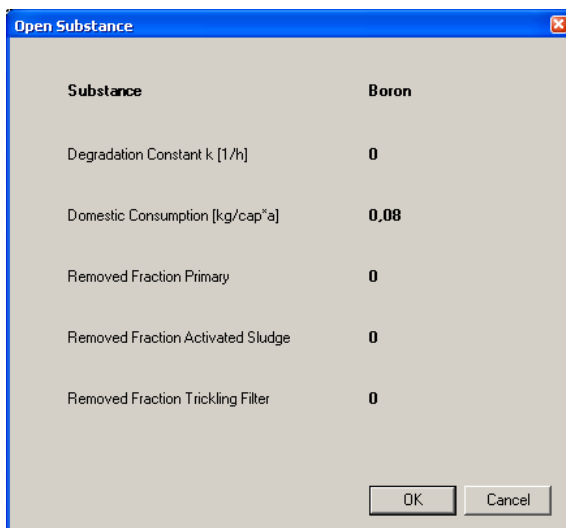 Open Substance
Substance Boron
Degradation Constant k [1/h] 0
Domestic Consumption [kg/cap*a] 0,08
Removed Fraction Primary 0
Removed Fraction Activated Sludge 0
Removed Fraction Trickling Filter 0
OK Cancel